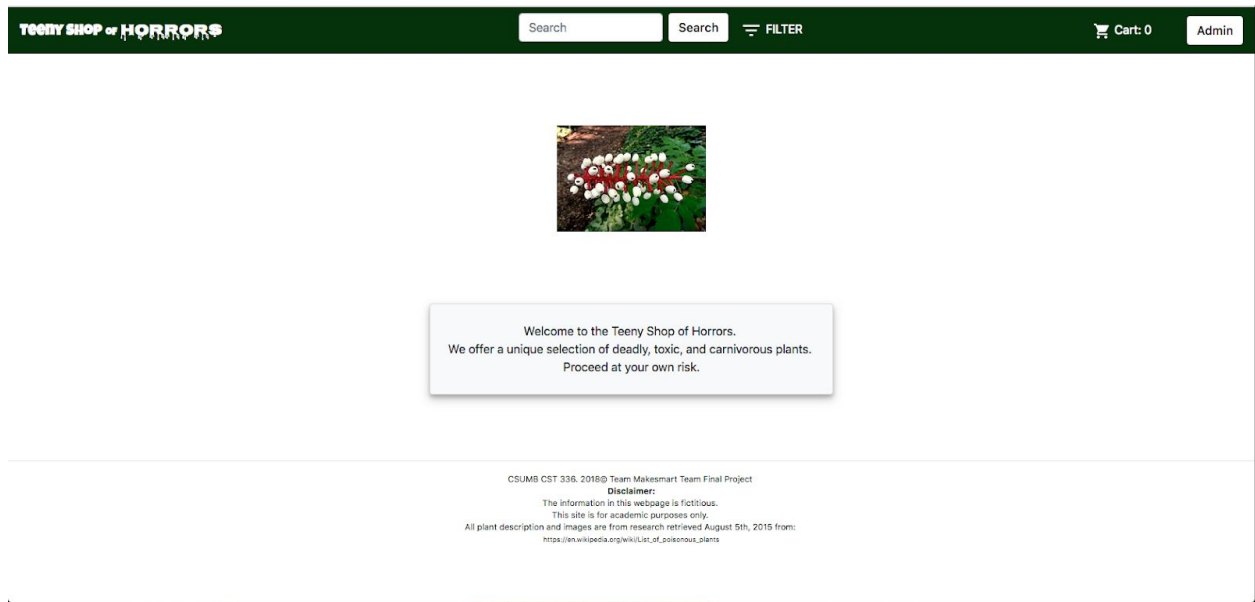 TEENY SHOP OF HORRORS
Search
Search
FILTER
Cart: 0
Admin
Welcome to the Teeny Shop of Horrors.
We offer a unique selection of deadly, toxic, and carnivorous plants.
Proceed at your own risk.
CSUMB CST 336. 2018© Team Makesmart Team Final Project
Disclaimer:
The information in this webpage is fictitious.
This site is for academic purposes only.
All plant description and images are from research retrieved August 5th, 2015 from:
https://en.wikipedia.org/wiki/List_of_poisonous_plants